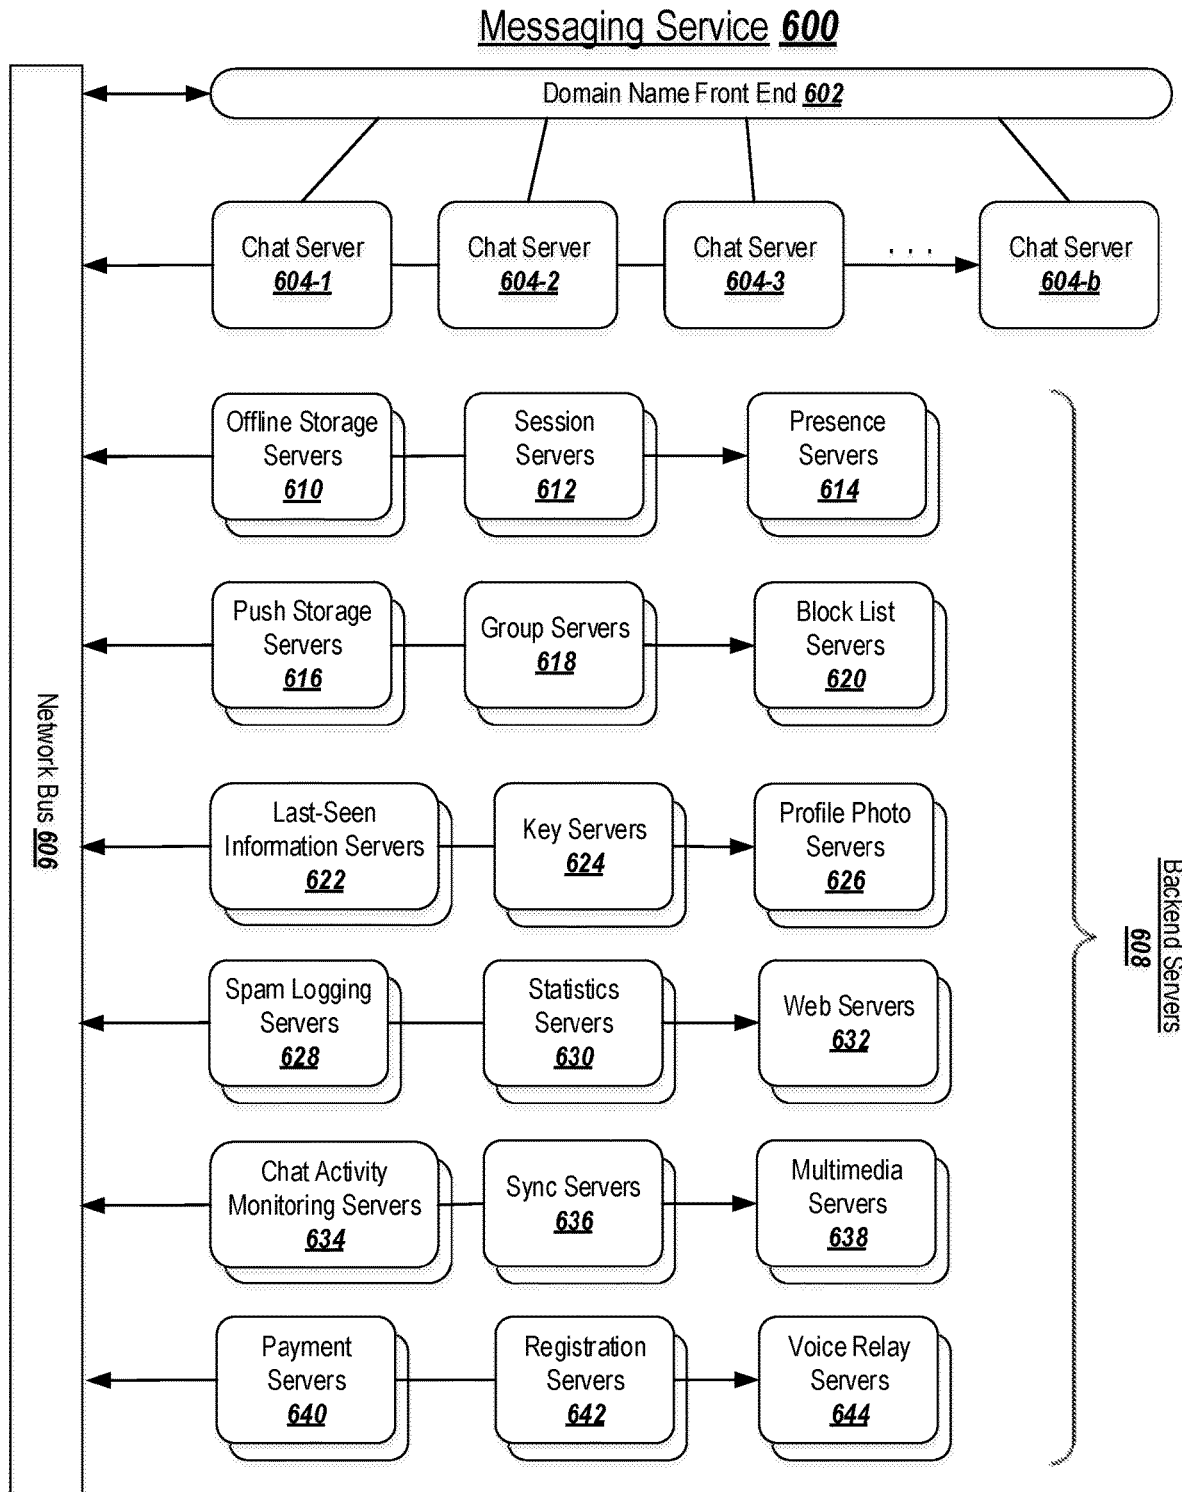 Messaging Service 600
Domain Name Front End 602
Chat Server
604-1
Chat Server
604-2
Chat Server
604-3
. . .
Chat Server
604-b
Offline Storage
Servers
610
Session
Servers
612
Presence
Servers
614
Push Storage
Servers
616
Group Servers
618
Block List
Servers
620
Network Bus 606
Last-Seen
Information Servers
622
Key Servers
624
Profile Photo
Servers
626
Backend Servers
608
Spam Logging
Servers
628
Statistics
Servers
630
Web Servers
632
Chat Activity
Monitoring Servers
634
Sync Servers
636
Multimedia
Servers
638
Payment
Servers
640
Registration
Servers
642
Voice Relay
Servers
644